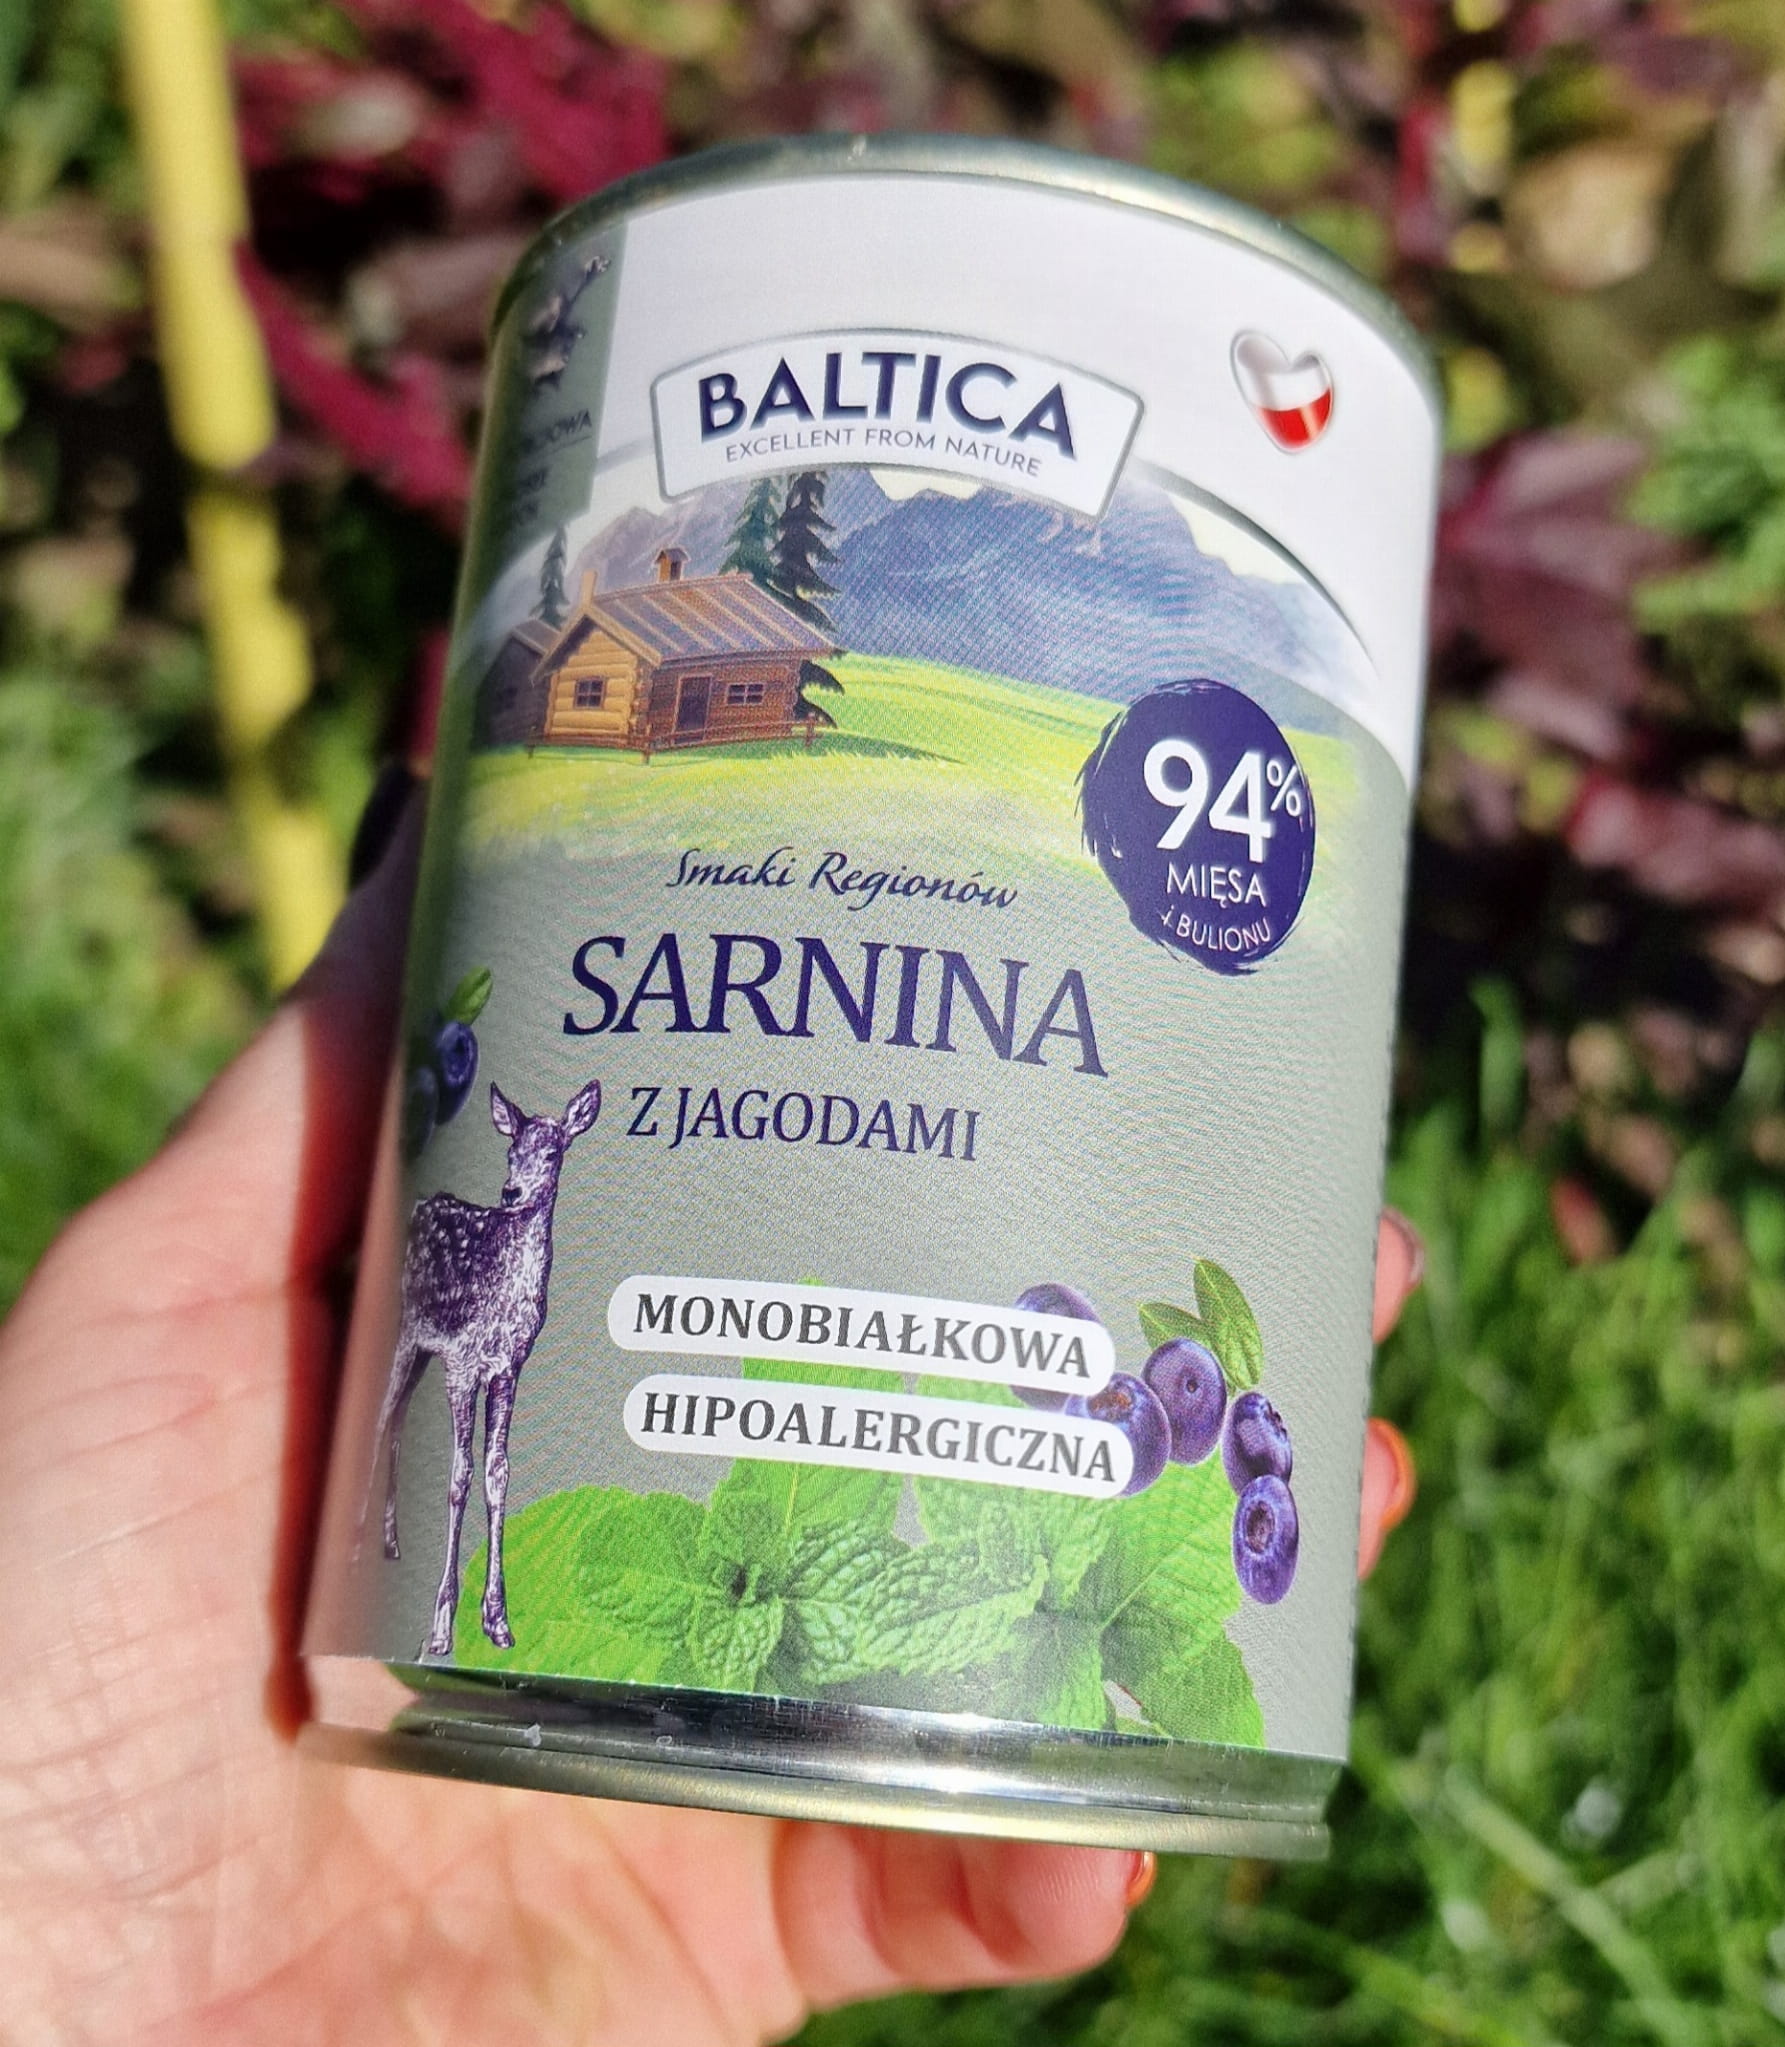 BALTICA
EXCELLENT FROM NATURE
94%
MIĘSA
i BULIONU
Smaki Regionów
SARNINA
Z JAGODAMI
MONOBIAŁKOWA
HIPOALERGICZNA